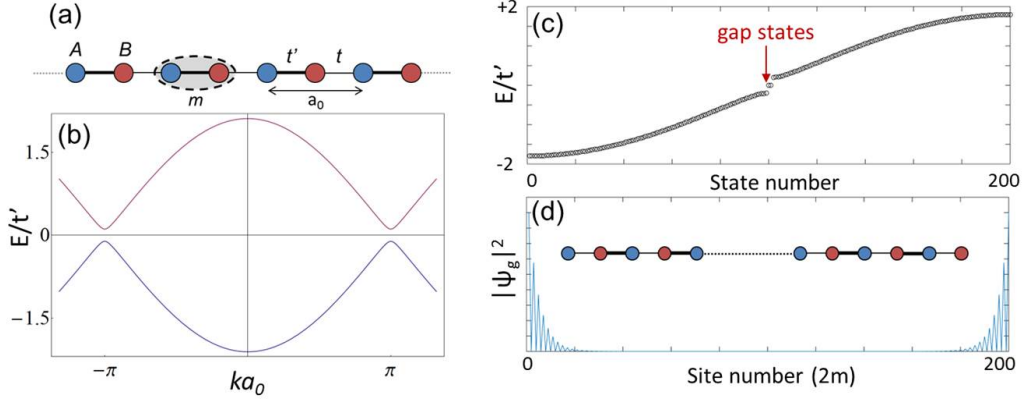 (a)
A B t' t
m a₀
(b)
1.5
0
−1.5
E/t'
−π π
ka₀
(c)
gap states
+2
E/t'
-2
0 State number 200
(d)
|ψg|²
0 200
Site number (2m)